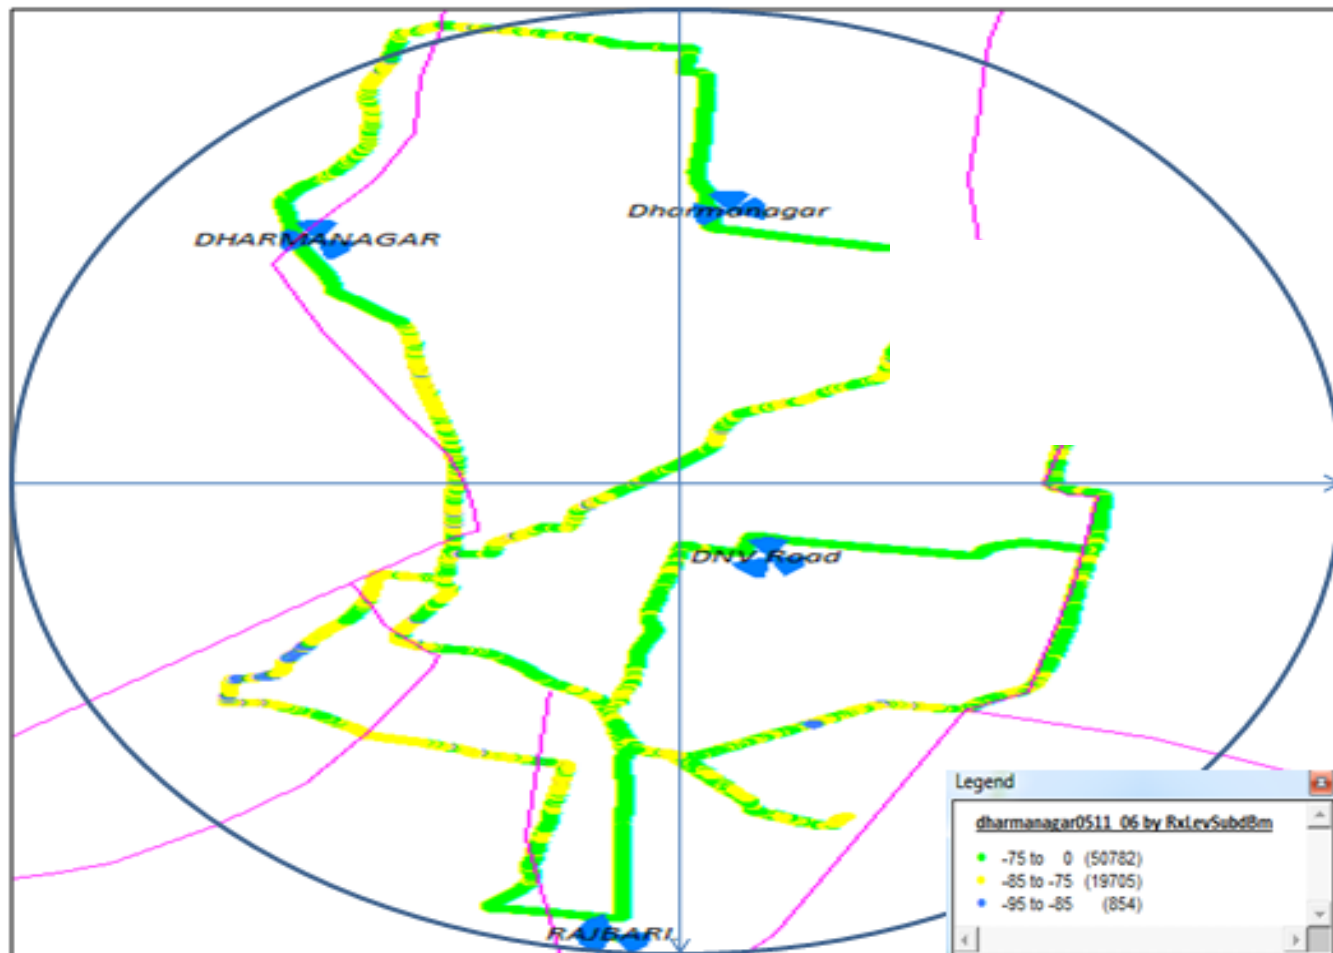 Dharmanagar
DHARMANAGAR
DNV Road
RAJBARI
Legend
dharmanagar0511_06 by RxLevSubdBm
-75 to 0 (50782)
-85 to -75 (19705)
-95 to -85 (854)